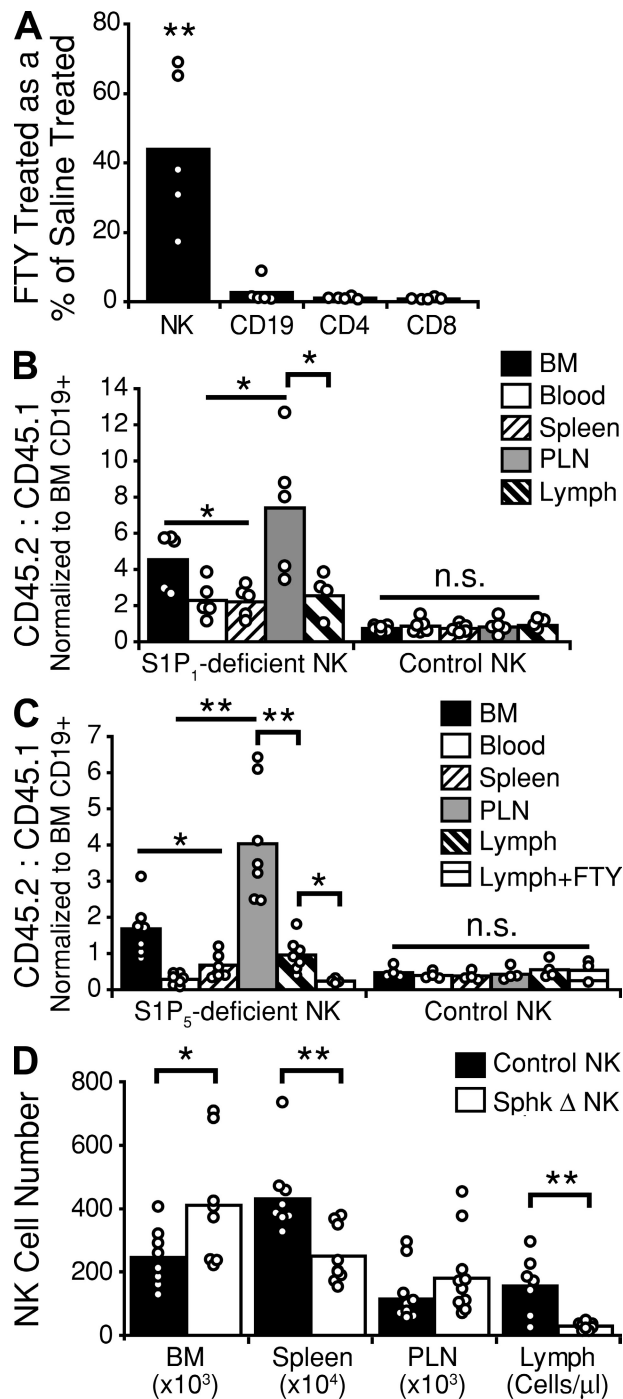 A
FTY Treated as a
% of Saline Treated
80
60
40
20
0
**
NK CD19 CD4 CD8
B
CD45.2 : CD45.1
Normalized to BM CD19+
14
12
10
8
6
4
2
0
*
*
*
n.s.
BM
Blood
Spleen
PLN
Lymph
S1P1-deficient NK Control NK
C
CD45.2 : CD45.1
Normalized to BM CD19+
7
6
5
4
3
2
1
0
**
**
*
*
n.s.
BM
Blood
Spleen
PLN
Lymph
Lymph+FTY
S1P5-deficient NK Control NK
D
NK Cell Number
800
600
400
200
0
*
**
**
Control NK
Sphk Δ NK
BM Spleen PLN Lymph
(x10³) (x10⁴) (x10³) (Cells/µl)